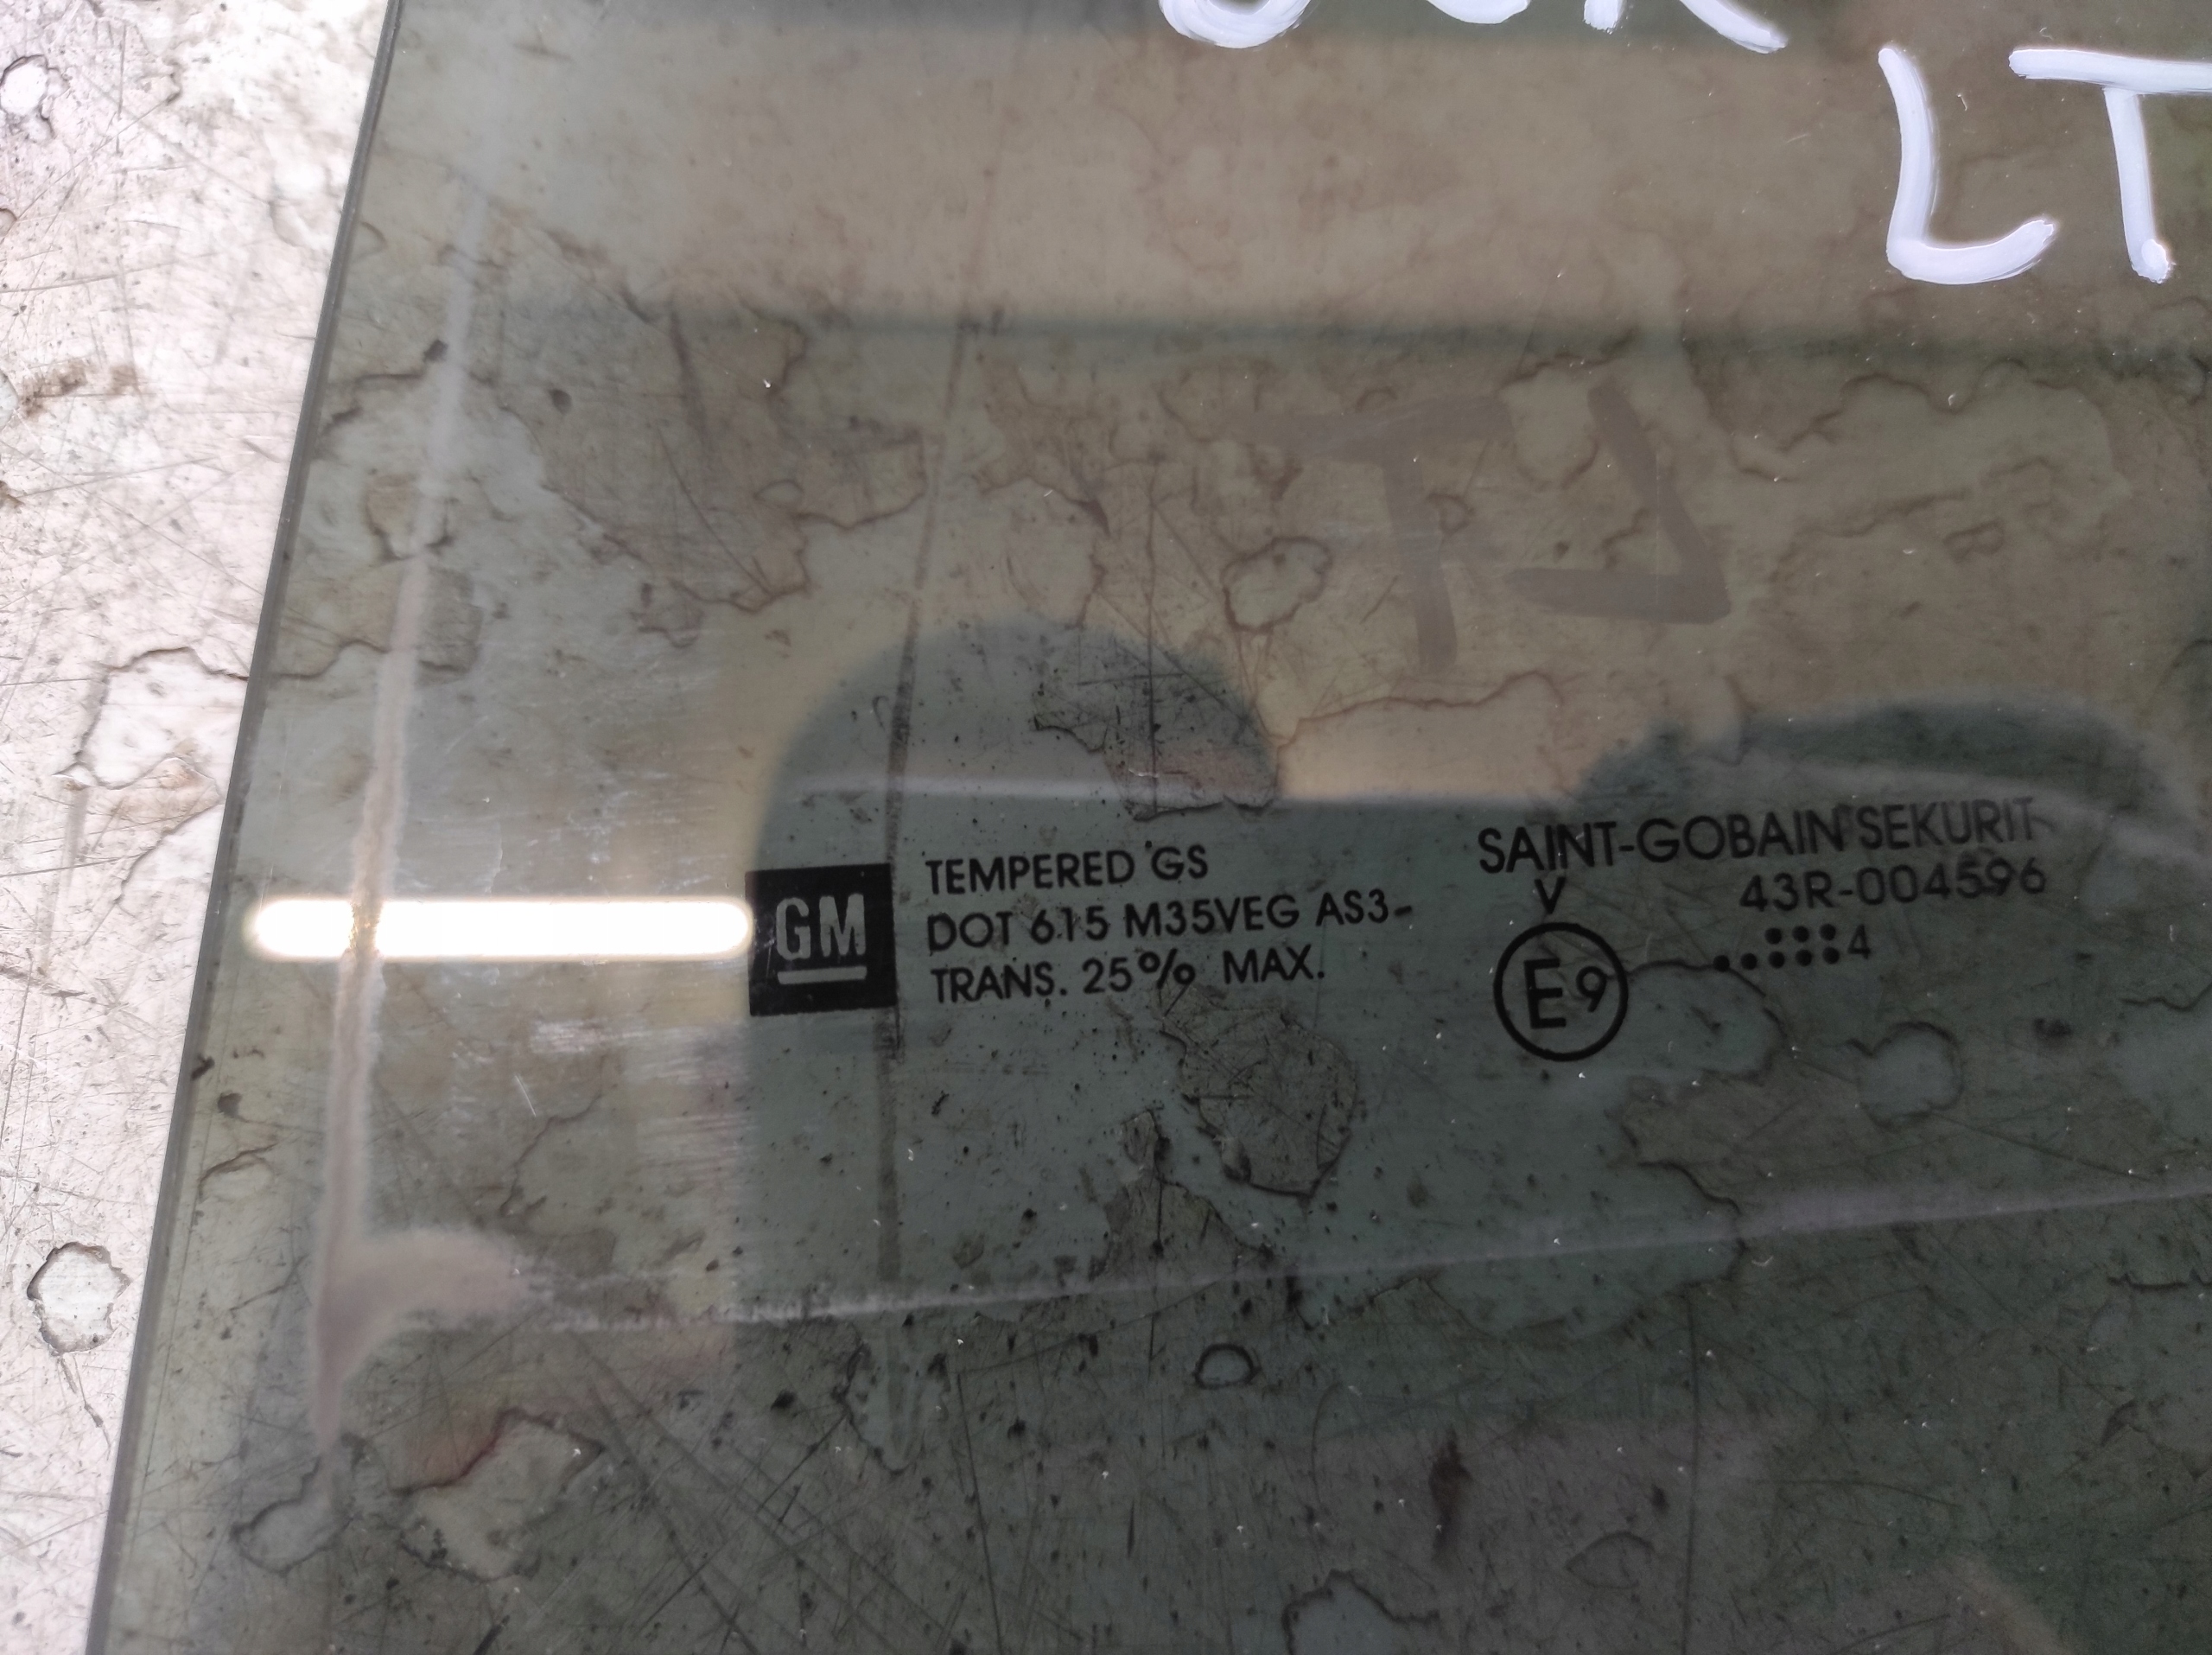 LT
GM
TEMPERED GS
DOT 615 M35VEG AS3-
TRANS. 25% MAX.
SAINT-GOBAIN SEKURIT
V 43R-004596
E9
4